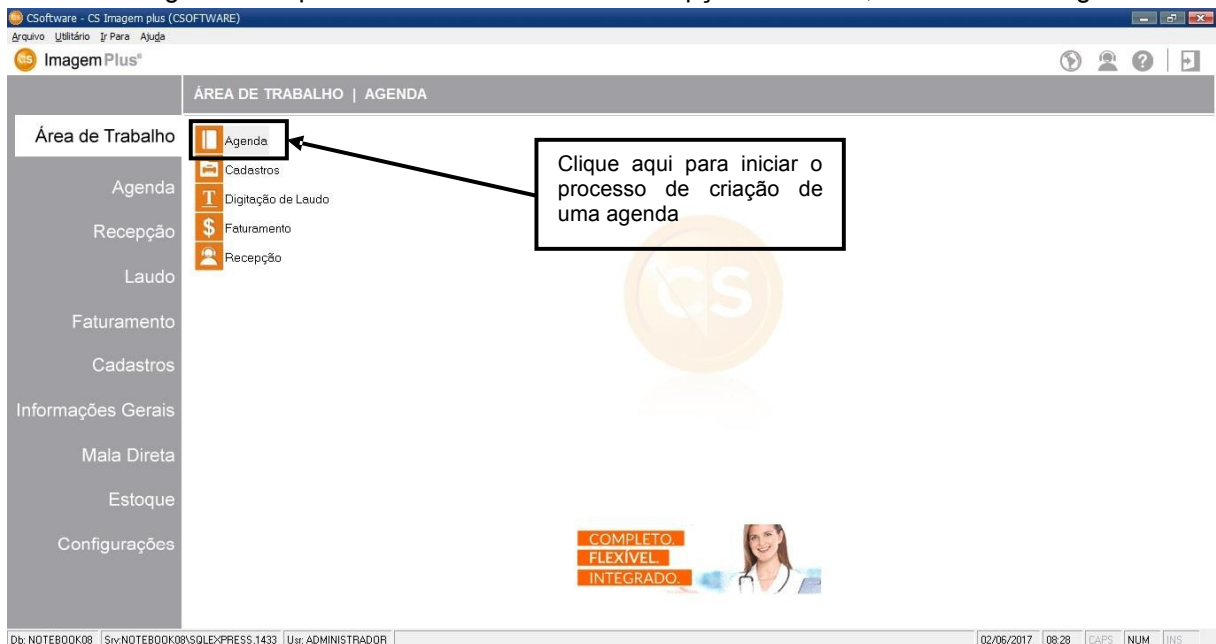 CSoftware - CS Imagem plus (CSOFTWARE)
Arquivo Utilitário Ir Para Ajuda
CS ImagemPlus®
ÁREA DE TRABALHO | AGENDA
Área de Trabalho
Agenda
Recepção
Laudo
Faturamento
Cadastros
Informações Gerais
Mala Direta
Estoque
Configurações
Agenda
Cadastros
Digitação de Laudo
Faturamento
Recepção
Clique aqui para iniciar o
processo de criação de
uma agenda
CS
COMPLETO.
FLEXÍVEL.
INTEGRADO.
Db: NOTEBOOK08 Srv:NOTEBOOK08\SQLEXPRESS,1433 Usr: ADMINISTRADOR 02/06/2017 08:28 CAPS NUM INS